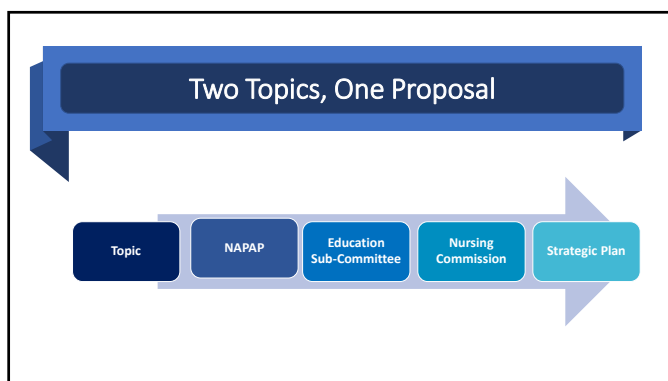 Two Topics, One Proposal
Topic
NAPAP
Education
Sub-Committee
Nursing
Commission
Strategic Plan